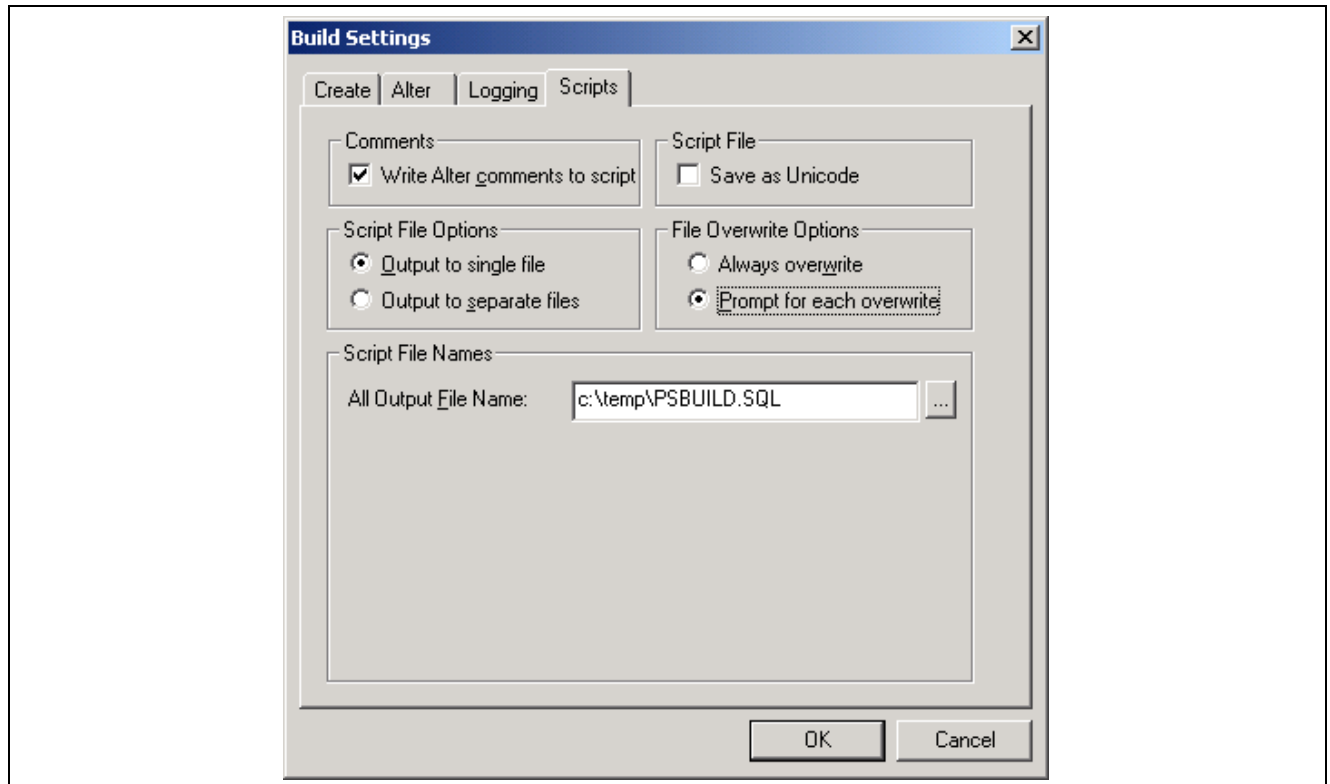 Build Settings
Create Alter Logging Scripts
Comments
Write Alter comments to script
Script File
Save as Unicode
Script File Options
Output to single file
Output to separate files
File Overwrite Options
Always overwrite
Prompt for each overwrite
Script File Names
All Output File Name: c:\temp\PSBUILD.SQL ...
OK Cancel